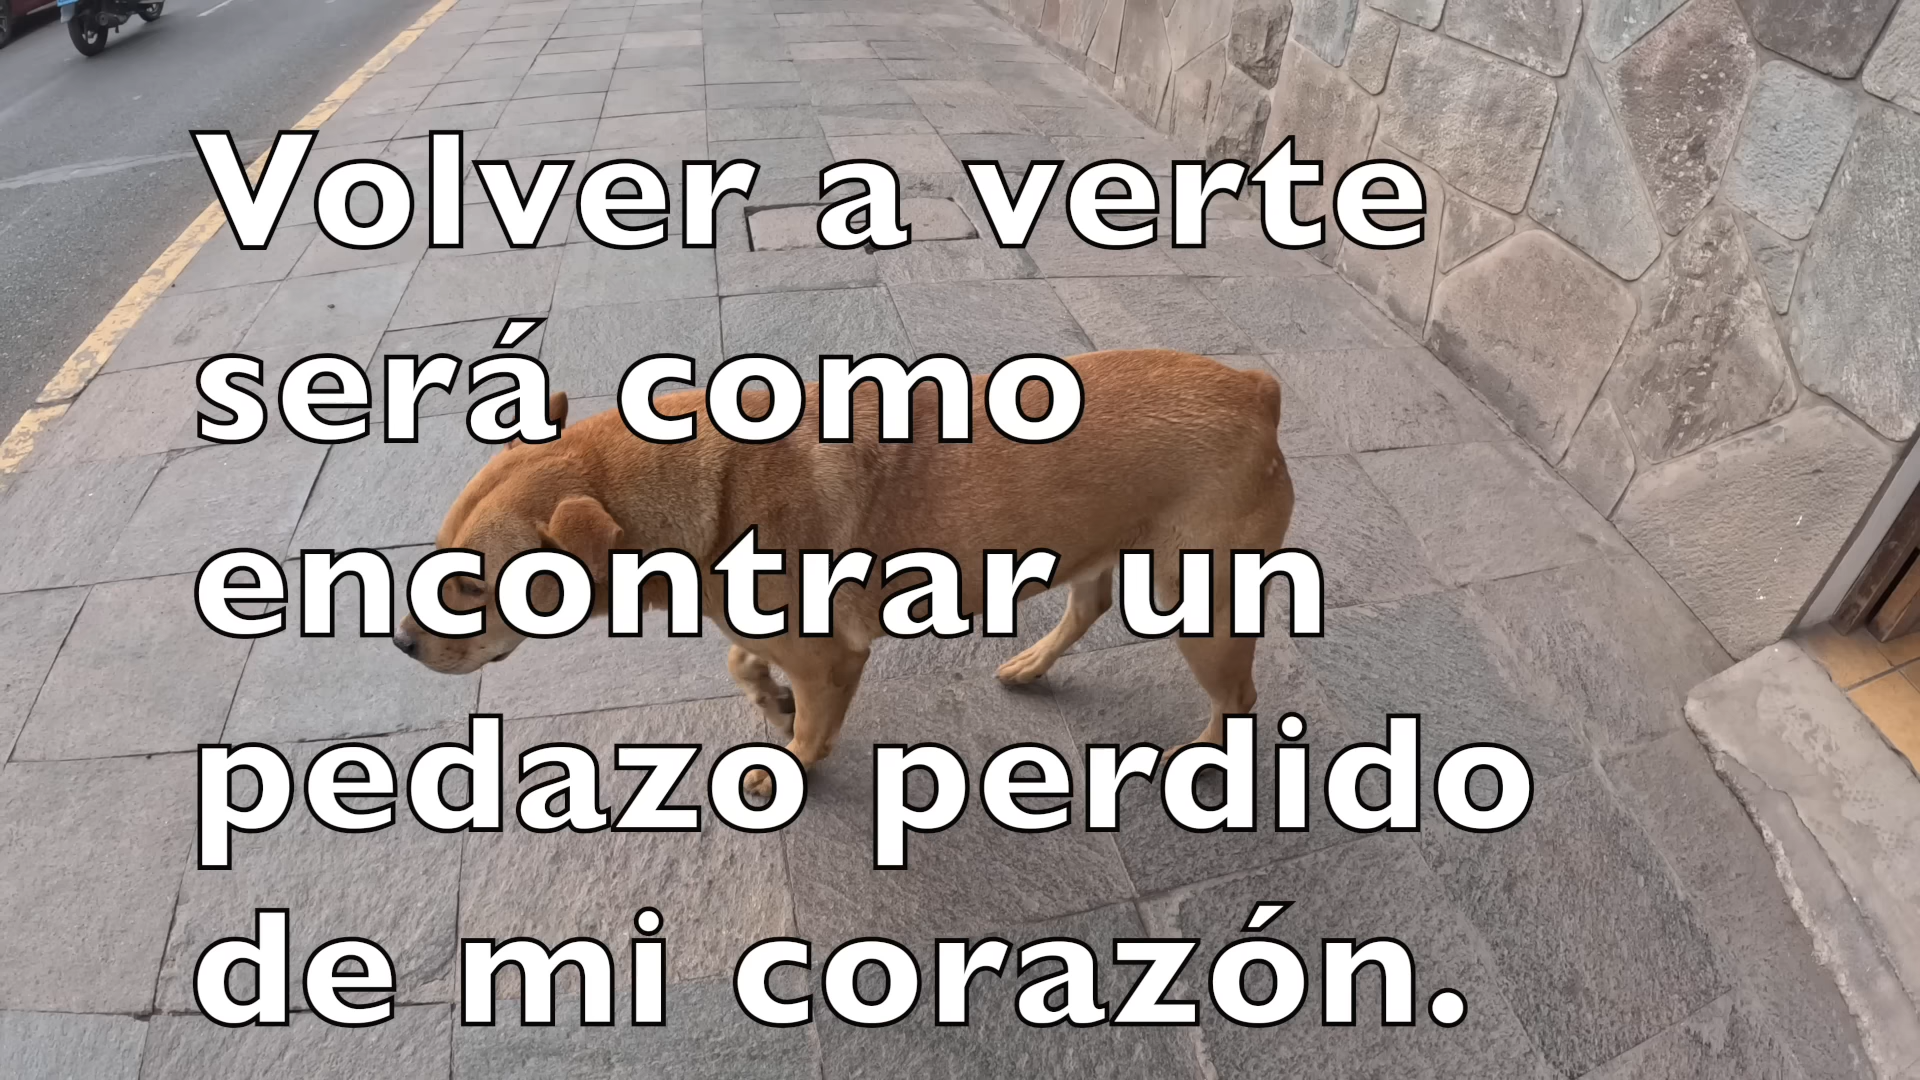 Volver a verte
será como
encontrar un
pedazo perdido
de mi corazón.